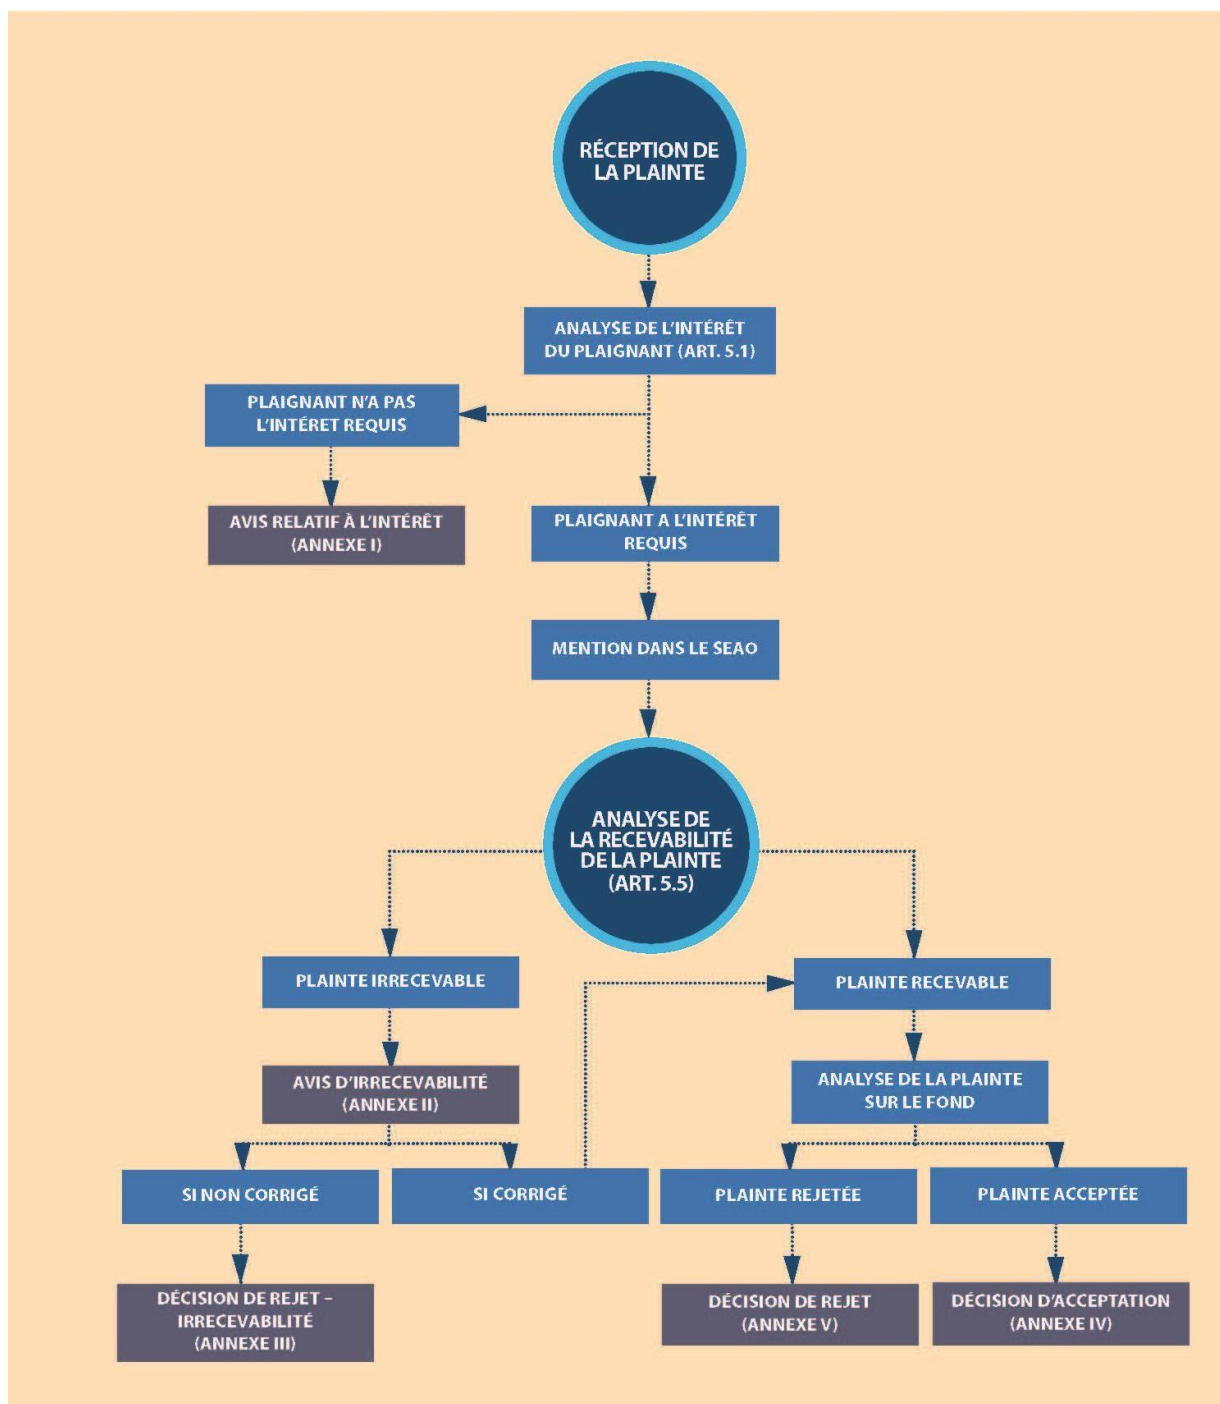 RÉCEPTION DE
LA PLAINTE
ANALYSE DE L'INTÉRÊT
DU PLAIGNANT (ART. 5.1)
PLAIGNANT N'A PAS
L'INTÉRET REQUIS
AVIS RELATIF À L'INTÉRÊT
(ANNEXE I)
PLAIGNANT A L'INTÉRÊT
REQUIS
MENTION DANS LE SEAO
ANALYSE DE
LA RECEVABILITÉ
DE LA PLAINTE
(ART. 5.5)
PLAINTE IRRECEVABLE
PLAINTE RECEVABLE
AVIS D'IRRECEVABILITÉ
(ANNEXE II)
ANALYSE DE LA PLAINTE
SUR LE FOND
SI NON CORRIGÉ
SI CORRIGÉ
PLAINTE REJETÉE
PLAINTE ACCEPTÉE
DÉCISION DE REJET –
IRRECEVABILITÉ
(ANNEXE III)
DÉCISION DE REJET
(ANNEXE V)
DÉCISION D'ACCEPTATION
(ANNEXE IV)